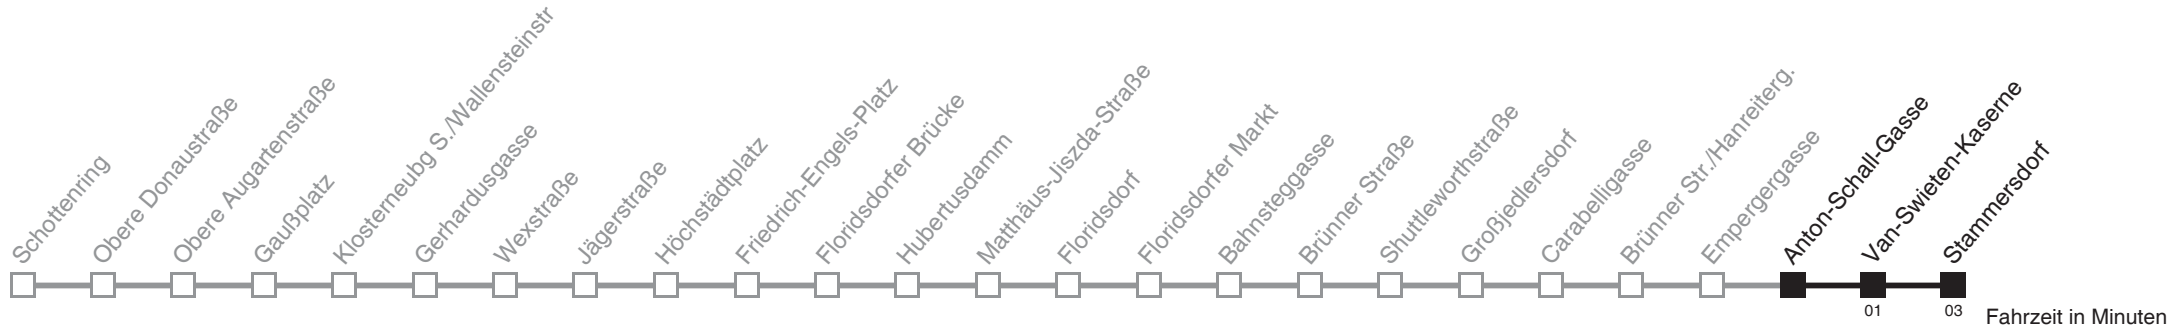 Schottenring
Obere Donaustraße
Obere Augartenstraße
Gaußplatz
Klosterneubg S./Wallensteinstr
Gerhardusgasse
Wexstraße
Jägerstraße
Höchstädtplatz
Friedrich-Engels-Platz
Floridsdorfer Brücke
Hubertusdamm
Matthäus-Jiszda-Straße
Floridsdorf
Floridsdorfer Markt
Bahnsteggasse
Brünner Straße
Shuttleworthstraße
Großjedlersdorf
Carabelligasse
Brünner Str./Hanreiterg.
Empergergasse
Anton-Schall-Gasse
Van-Swieten-Kaserne
Stammersdorf
01
03
Fahrzeit in Minuten